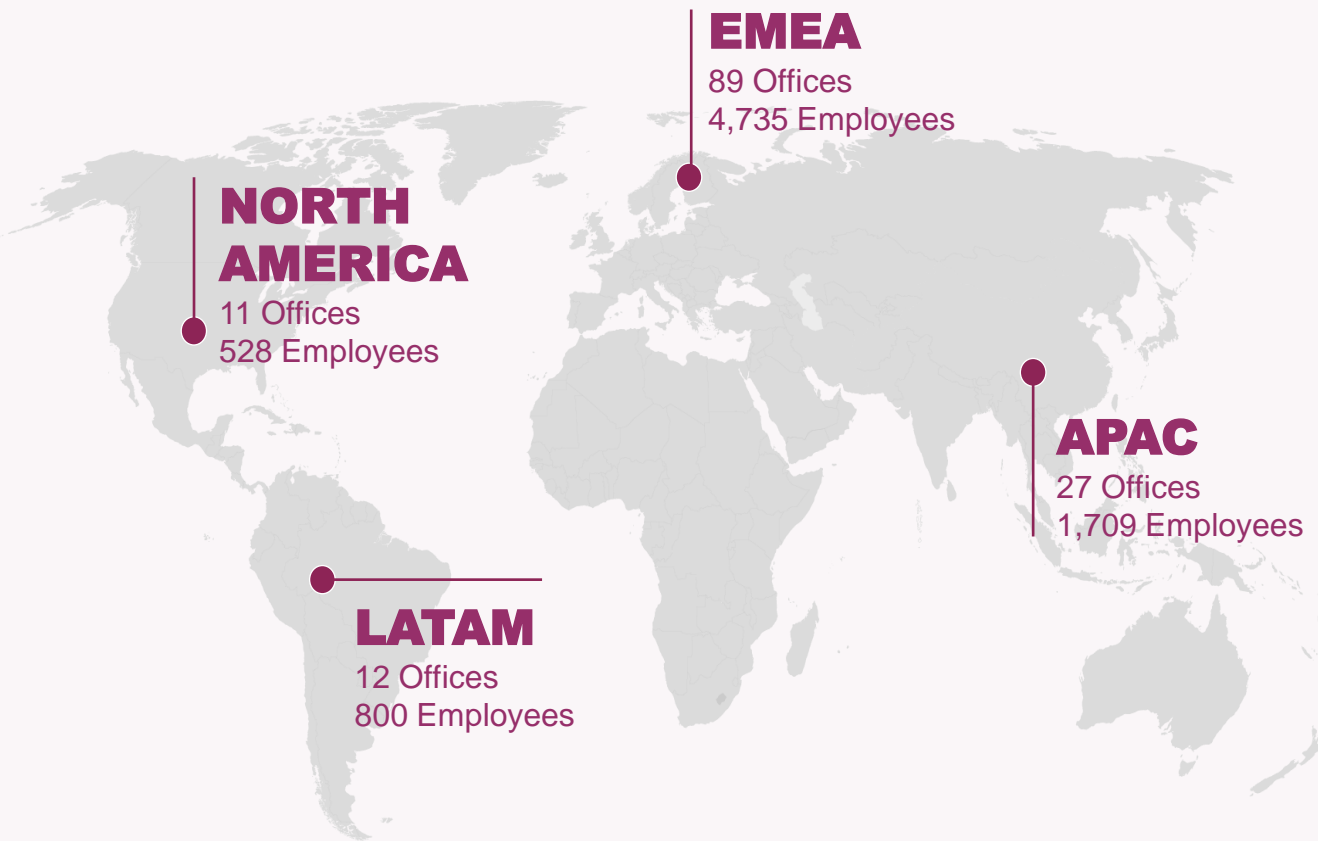 EMEA
89 Offices
4,735 Employees
NORTH
AMERICA
11 Offices
528 Employees
APAC
27 Offices
1,709 Employees
LATAM
12 Offices
800 Employees